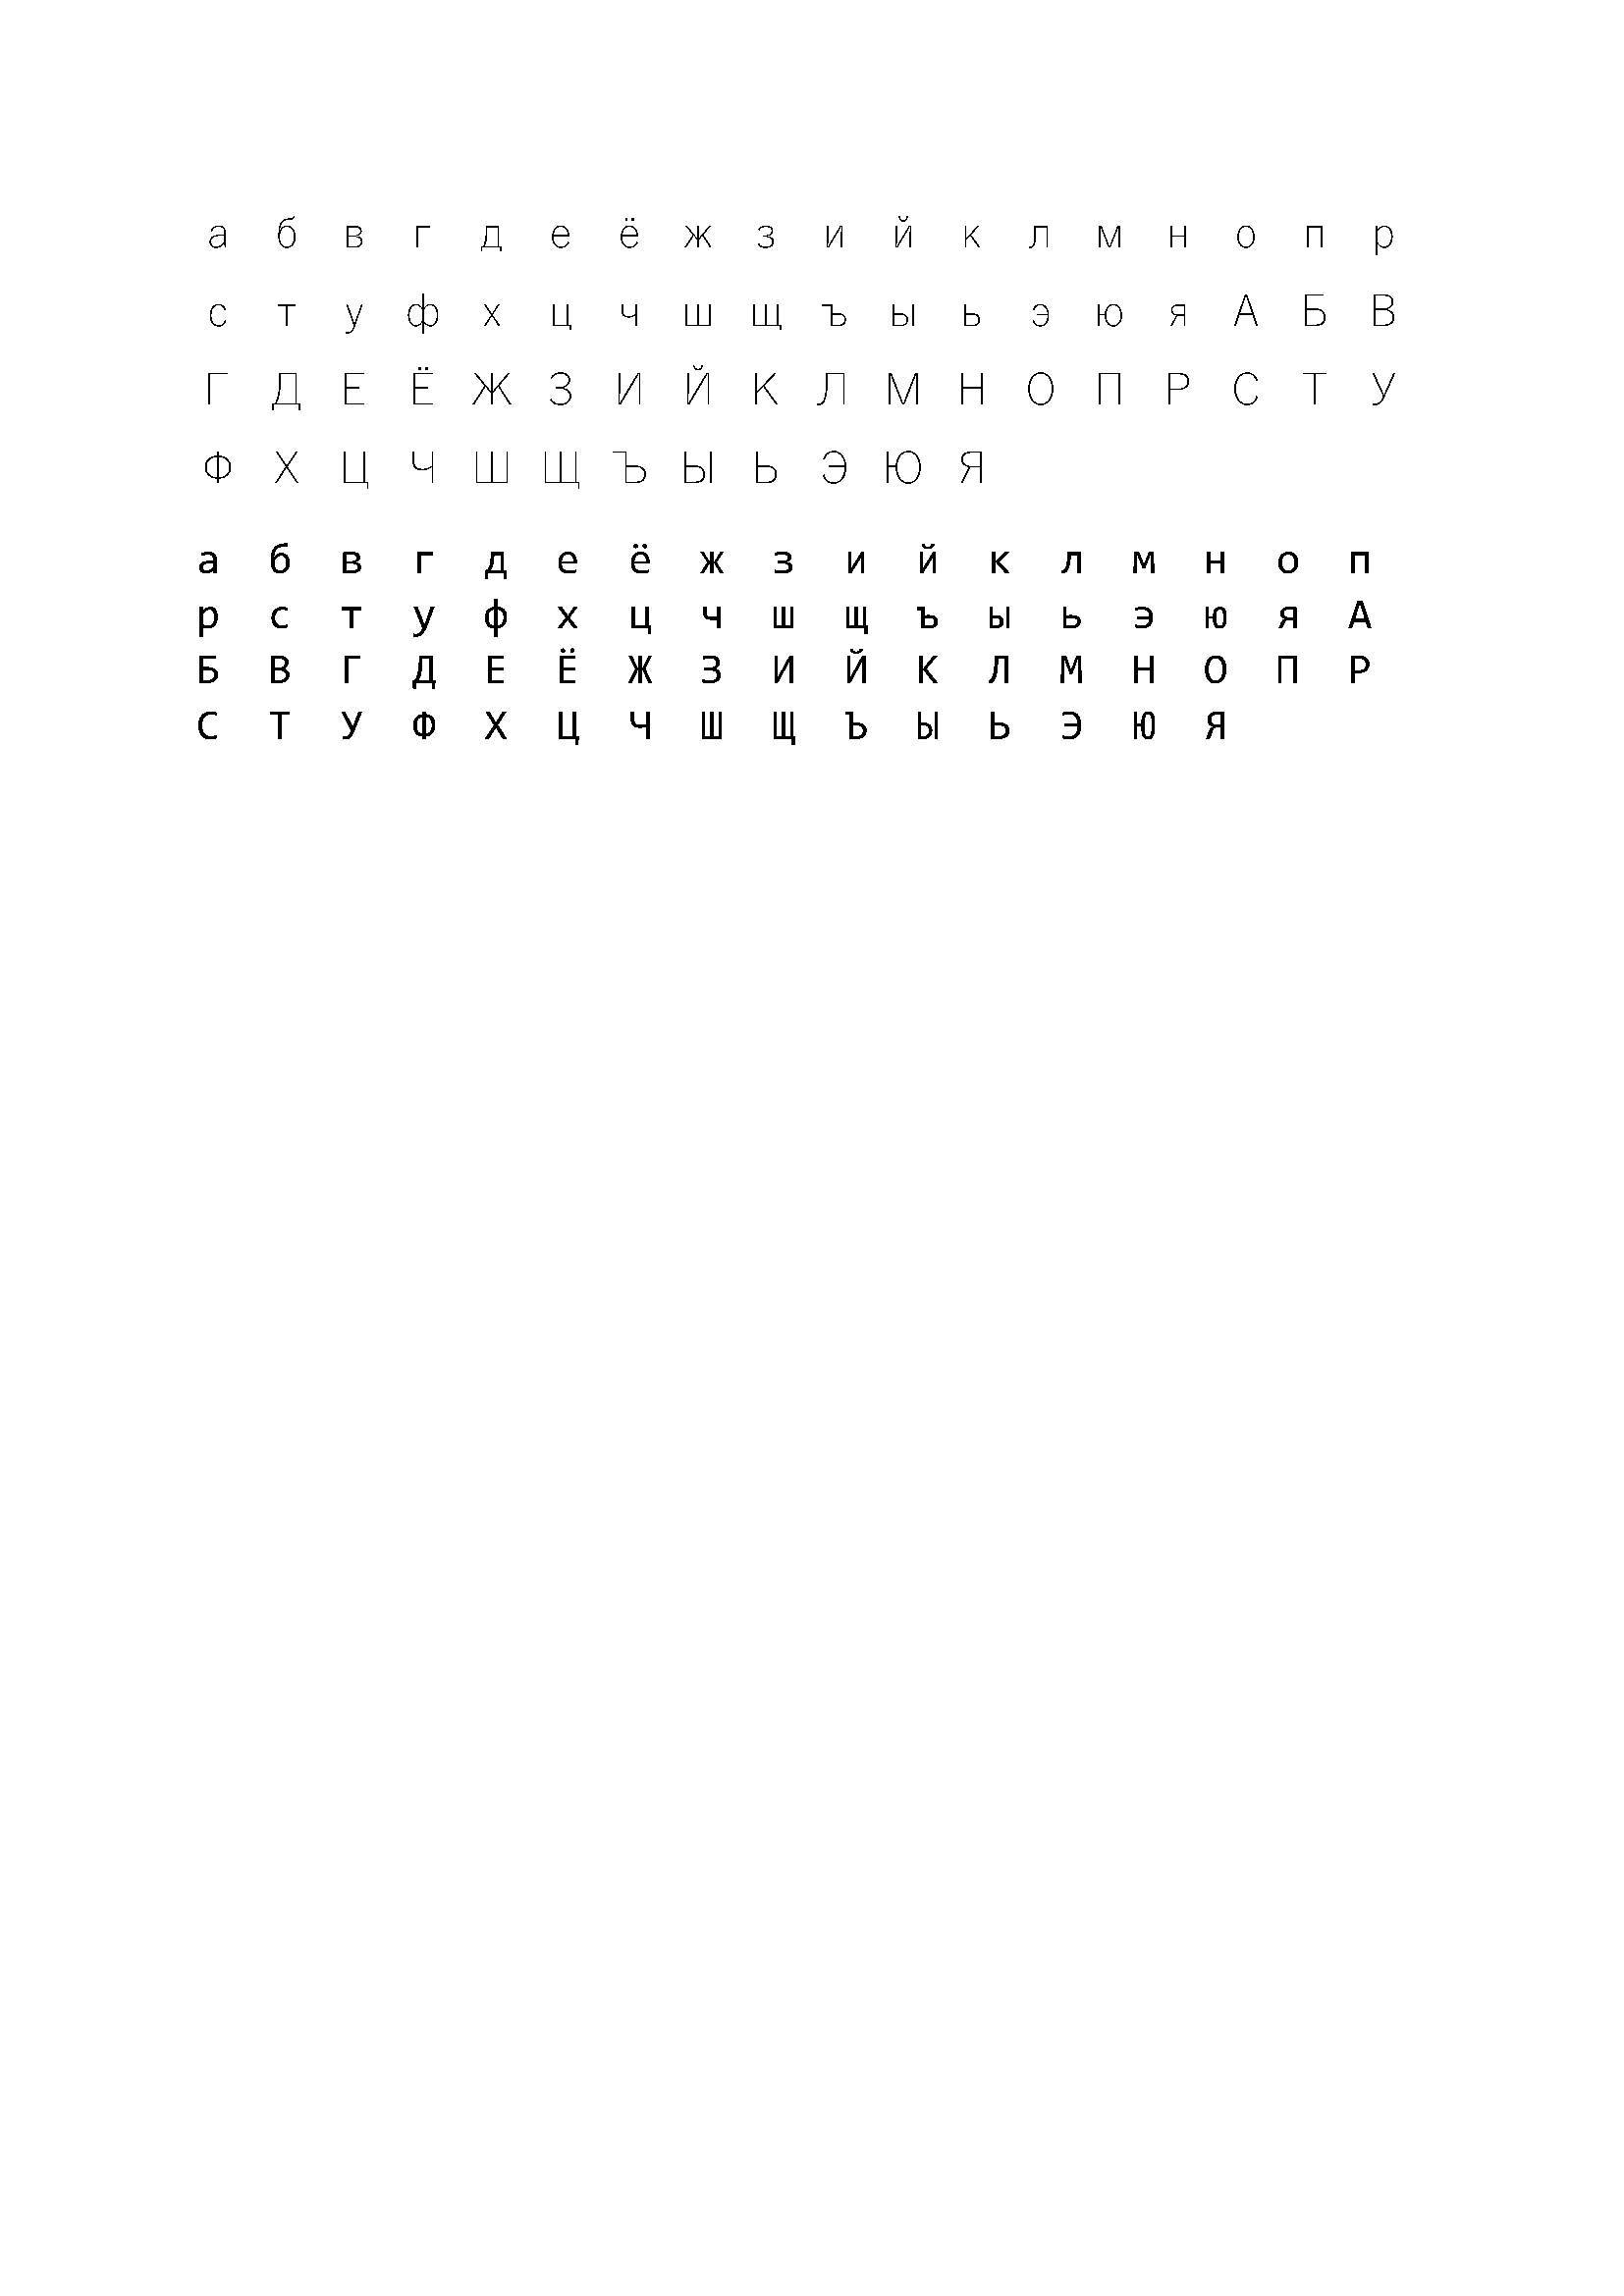 а б в г д е ё ж з и й к л м н о п р
с т у ф х ц ч ш щ ъ ы ь э ю я А Б В
Г Д Е Ё Ж З И Й К Л М Н О П Р С Т У
Ф Х Ц Ч Ш Щ Ъ Ы Ь Э Ю Я
а б в г д е ё ж з и й к л м н о п
р с т у ф х ц ч ш щ ъ ы ь э ю я А
Б В Г Д Е Ё Ж З И Й К Л М Н О П Р
С Т У Ф Х Ц Ч Ш Щ Ъ Ы Ь Э Ю Я